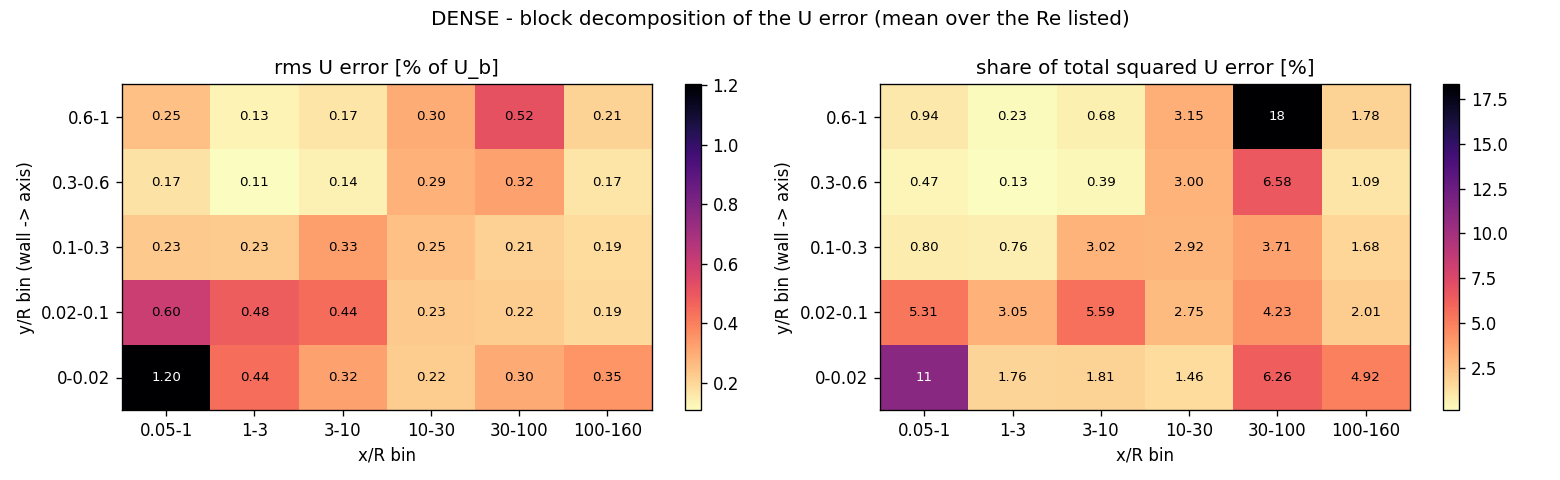 DENSE - block decomposition of the U error (mean over the Re listed)
rms U error [% of U_b]
y/R bin (wall -> axis)
0.6-1 0.25 0.13 0.17 0.30 0.52 0.21
0.3-0.6 0.17 0.11 0.14 0.29 0.32 0.17
0.1-0.3 0.23 0.23 0.33 0.25 0.21 0.19
0.02-0.1 0.60 0.48 0.44 0.23 0.22 0.19
0-0.02 1.20 0.44 0.32 0.22 0.30 0.35
0.05-1 1-3 3-10 10-30 30-100 100-160
x/R bin
1.2
1.0
0.8
0.6
0.4
0.2
share of total squared U error [%]
y/R bin (wall -> axis)
0.6-1 0.94 0.23 0.68 3.15 18 1.78
0.3-0.6 0.47 0.13 0.39 3.00 6.58 1.09
0.1-0.3 0.80 0.76 3.02 2.92 3.71 1.68
0.02-0.1 5.31 3.05 5.59 2.75 4.23 2.01
0-0.02 11 1.76 1.81 1.46 6.26 4.92
0.05-1 1-3 3-10 10-30 30-100 100-160
x/R bin
17.5
15.0
12.5
10.0
7.5
5.0
2.5